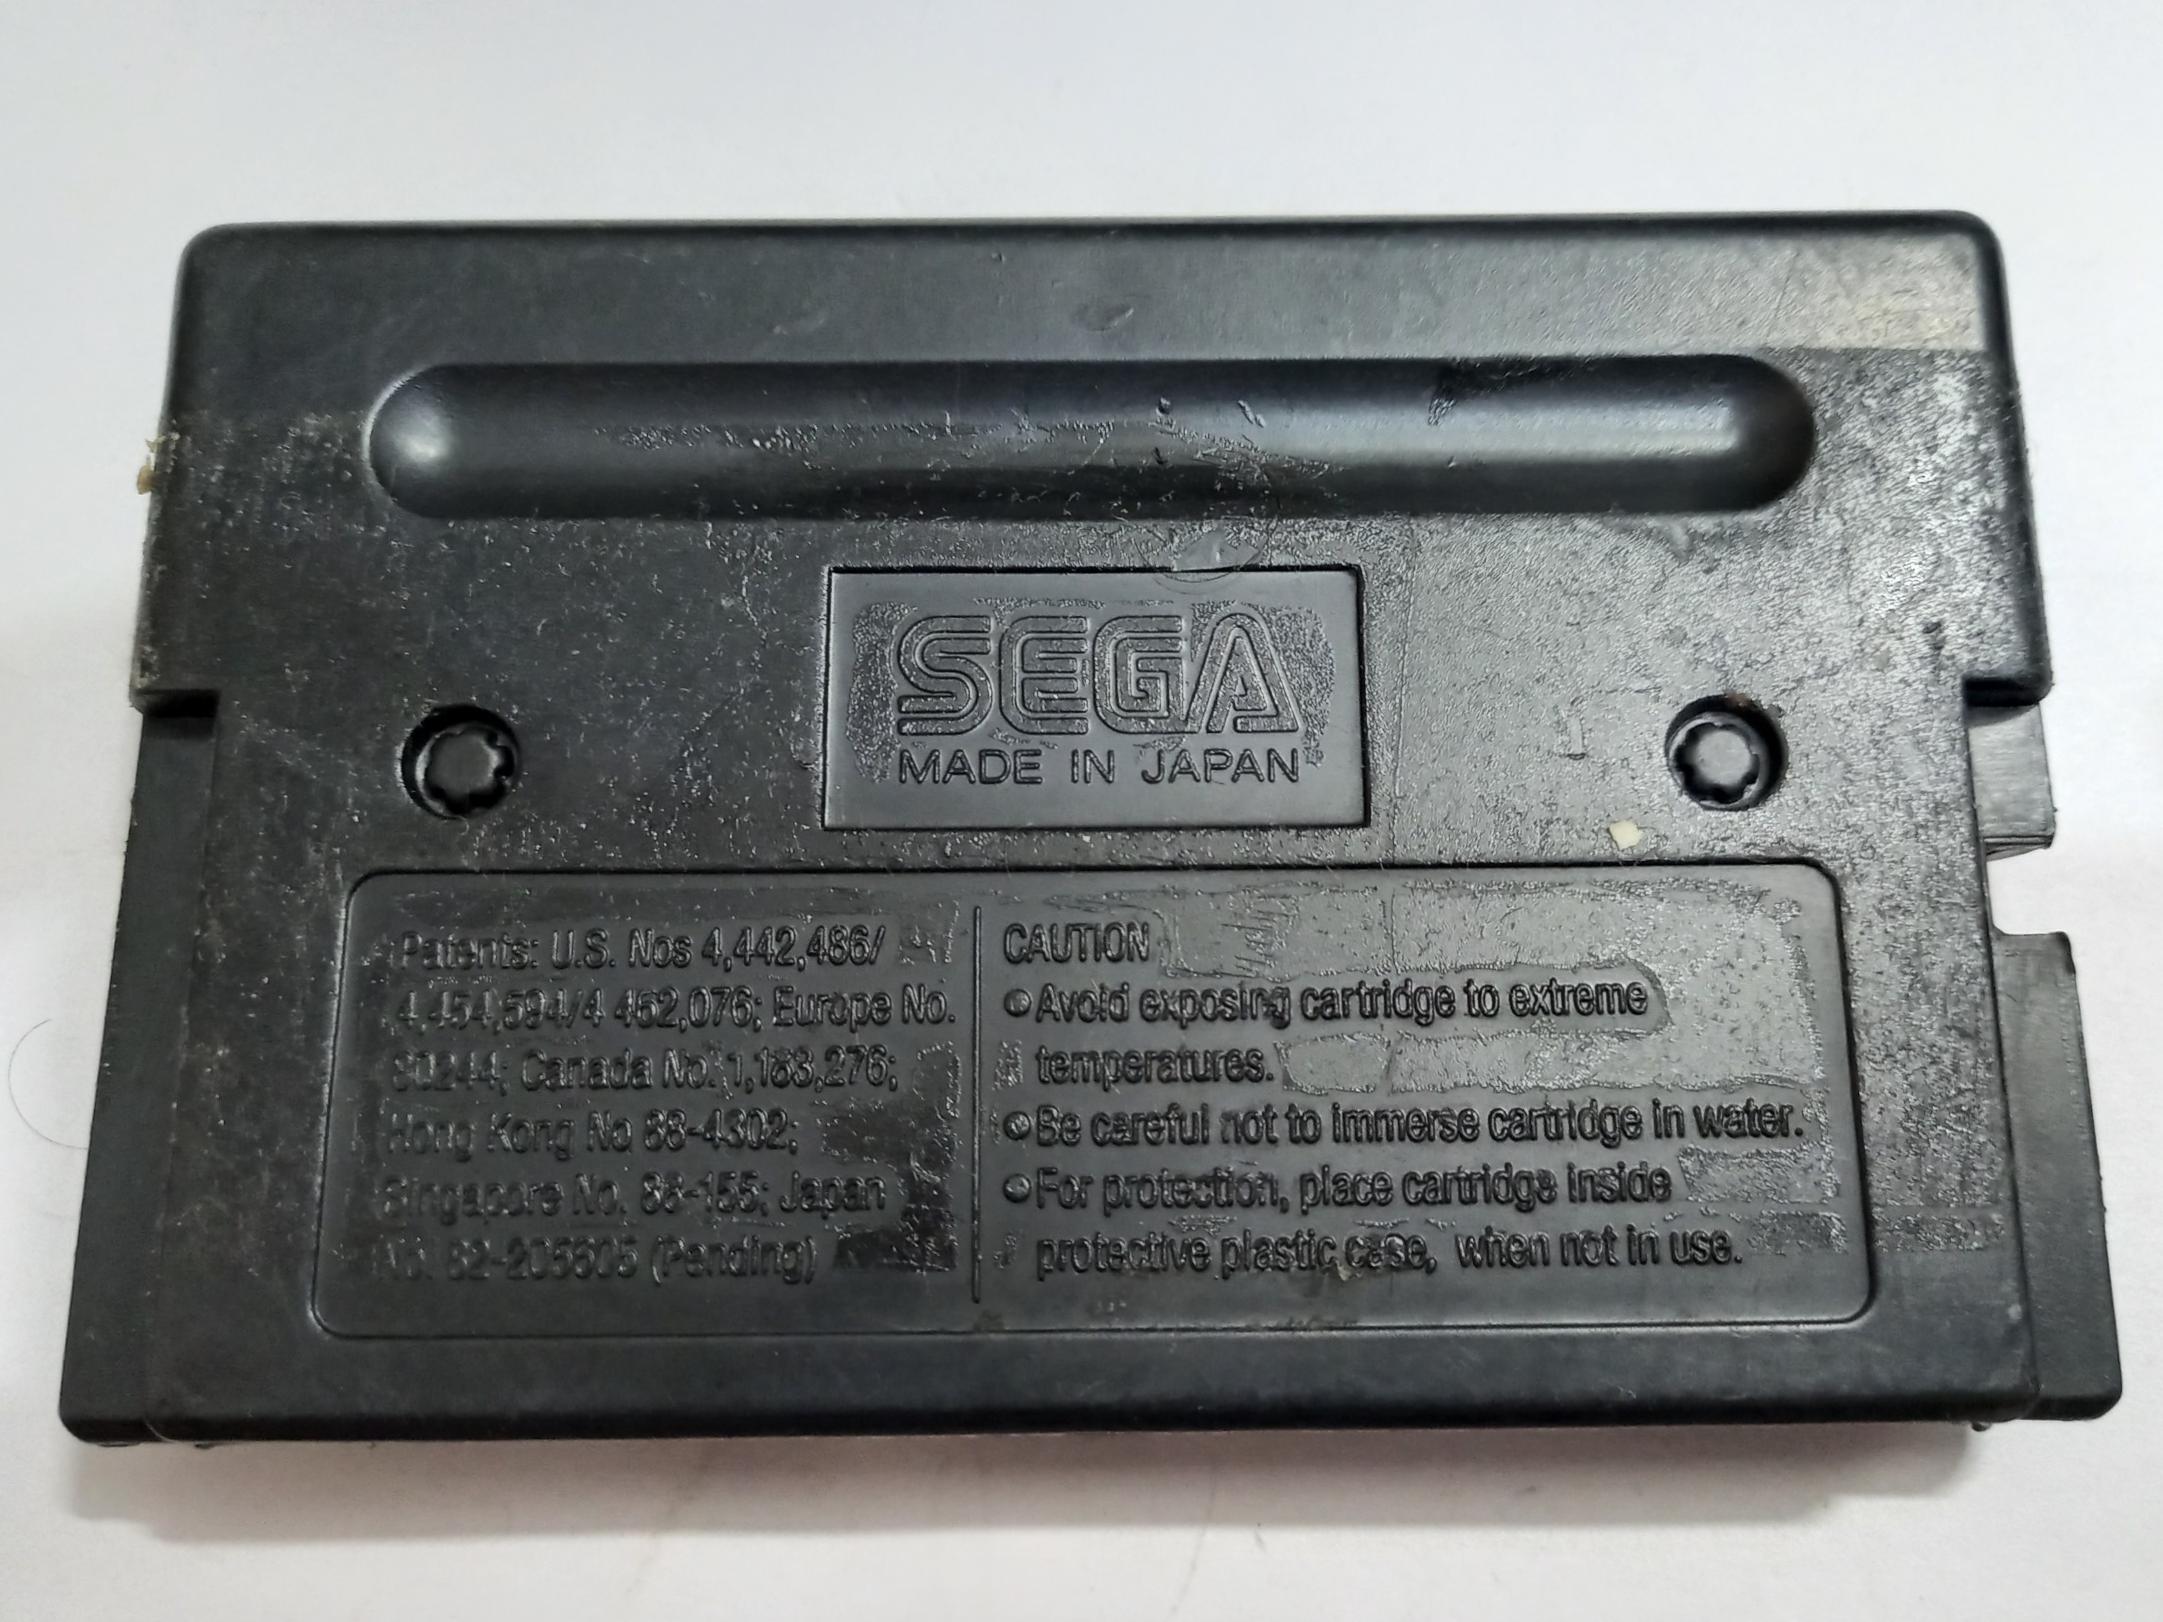 SEGA
MADE IN JAPAN
Patents: U.S. Nos 4,442,486/
4,454,594/4 462,076; Europe No.
80244; Canada No. 1,183,276;
Hong Kong No 88-4302;
Singapore No. 88-155; Japan
No. 82-205605 (Pending)
CAUTION
●Avoid exposing cartridge to extreme
temperatures.
●Be careful not to immerse cartridge in water.
●For protection, place cartridge inside
protective plastic case, when not in use.